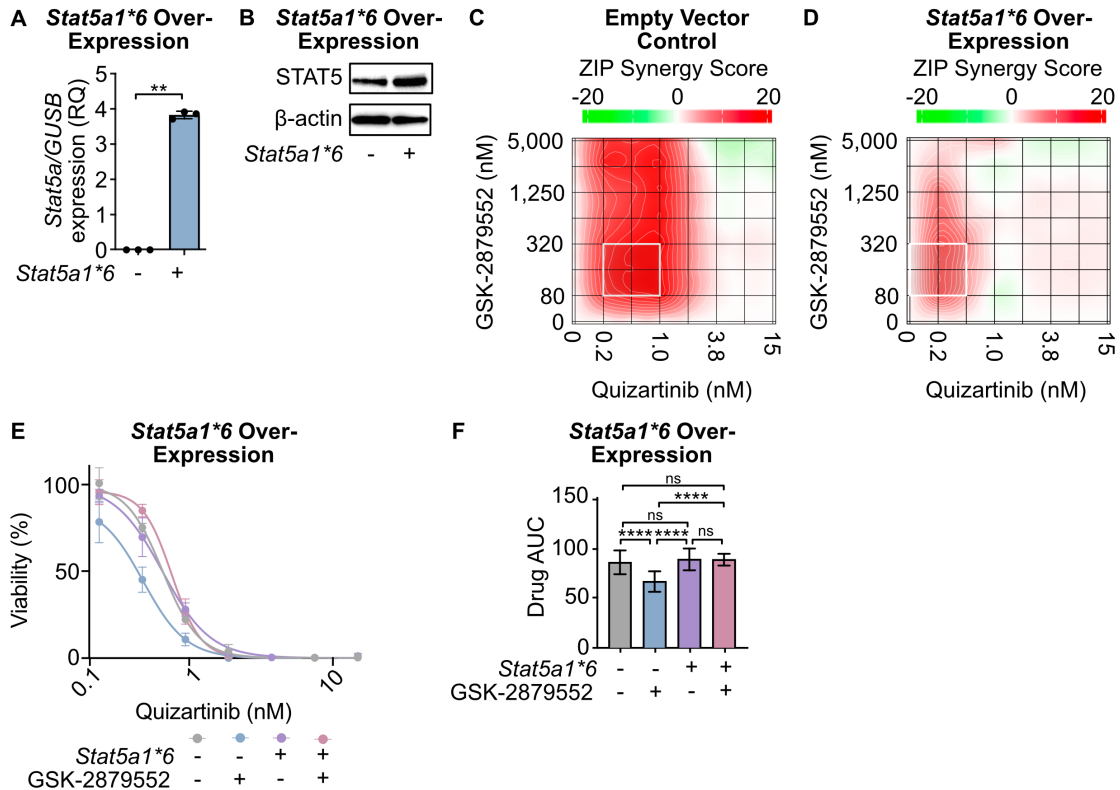 A
Stat5a1*6 Over-
Expression
Stat5a/GUSB
expression (RQ)
5
4
3
2
1
0
**
Stat5a1*6 - +
B
Stat5a1*6 Over-
Expression
STAT5
β-actin
Stat5a1*6 - +
C
Empty Vector
Control
ZIP Synergy Score
-20 0 20
GSK-2879552 (nM)
5,000
1,250
320
80
0
0 0.2 1.0 3.8 15
Quizartinib (nM)
D
Stat5a1*6 Over-
Expression
ZIP Synergy Score
-20 0 20
GSK-2879552 (nM)
5,000
1,250
320
80
0
0 0.2 1.0 3.8 15
Quizartinib (nM)
E
Stat5a1*6 Over-
Expression
Viability (%)
100
50
0
0.1 1 10
Quizartinib (nM)
Stat5a1*6 - - + +
GSK-2879552 - + - +
F
Stat5a1*6 Over-
Expression
Drug AUC
150
100
50
0
ns
****
ns
**** **** ns
Stat5a1*6 - - + +
GSK-2879552 - + - +